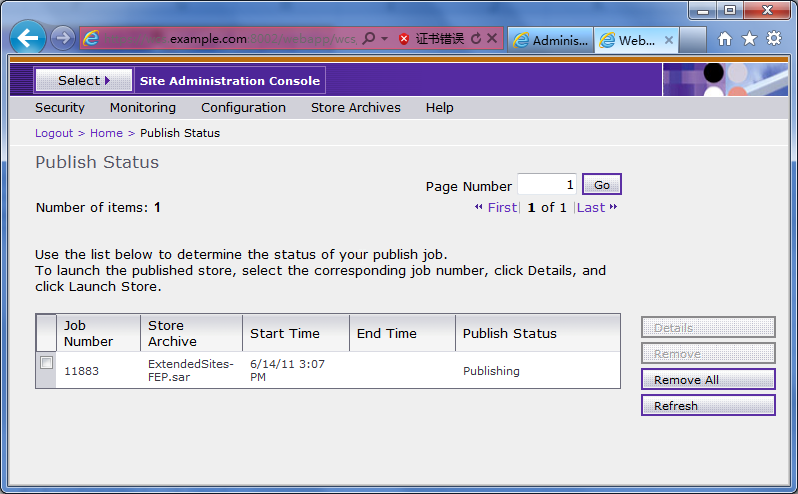 example.com
证书错误
Adminis...
Web...
Select
Site Administration Console
Security Monitoring Configuration Store Archives Help
Logout > Home > Publish Status
Publish Status
Page Number 1 Go
Number of items: 1
First | 1 of 1 | Last
Use the list below to determine the status of your publish job.
To launch the published store, select the corresponding job number, click Details, and
click Launch Store.
Job Number
Store Archive
Start Time
End Time
Publish Status
11883
ExtendedSites-
FEP.sar
6/14/11 3:07
PM
Publishing
Details
Remove
Remove All
Refresh